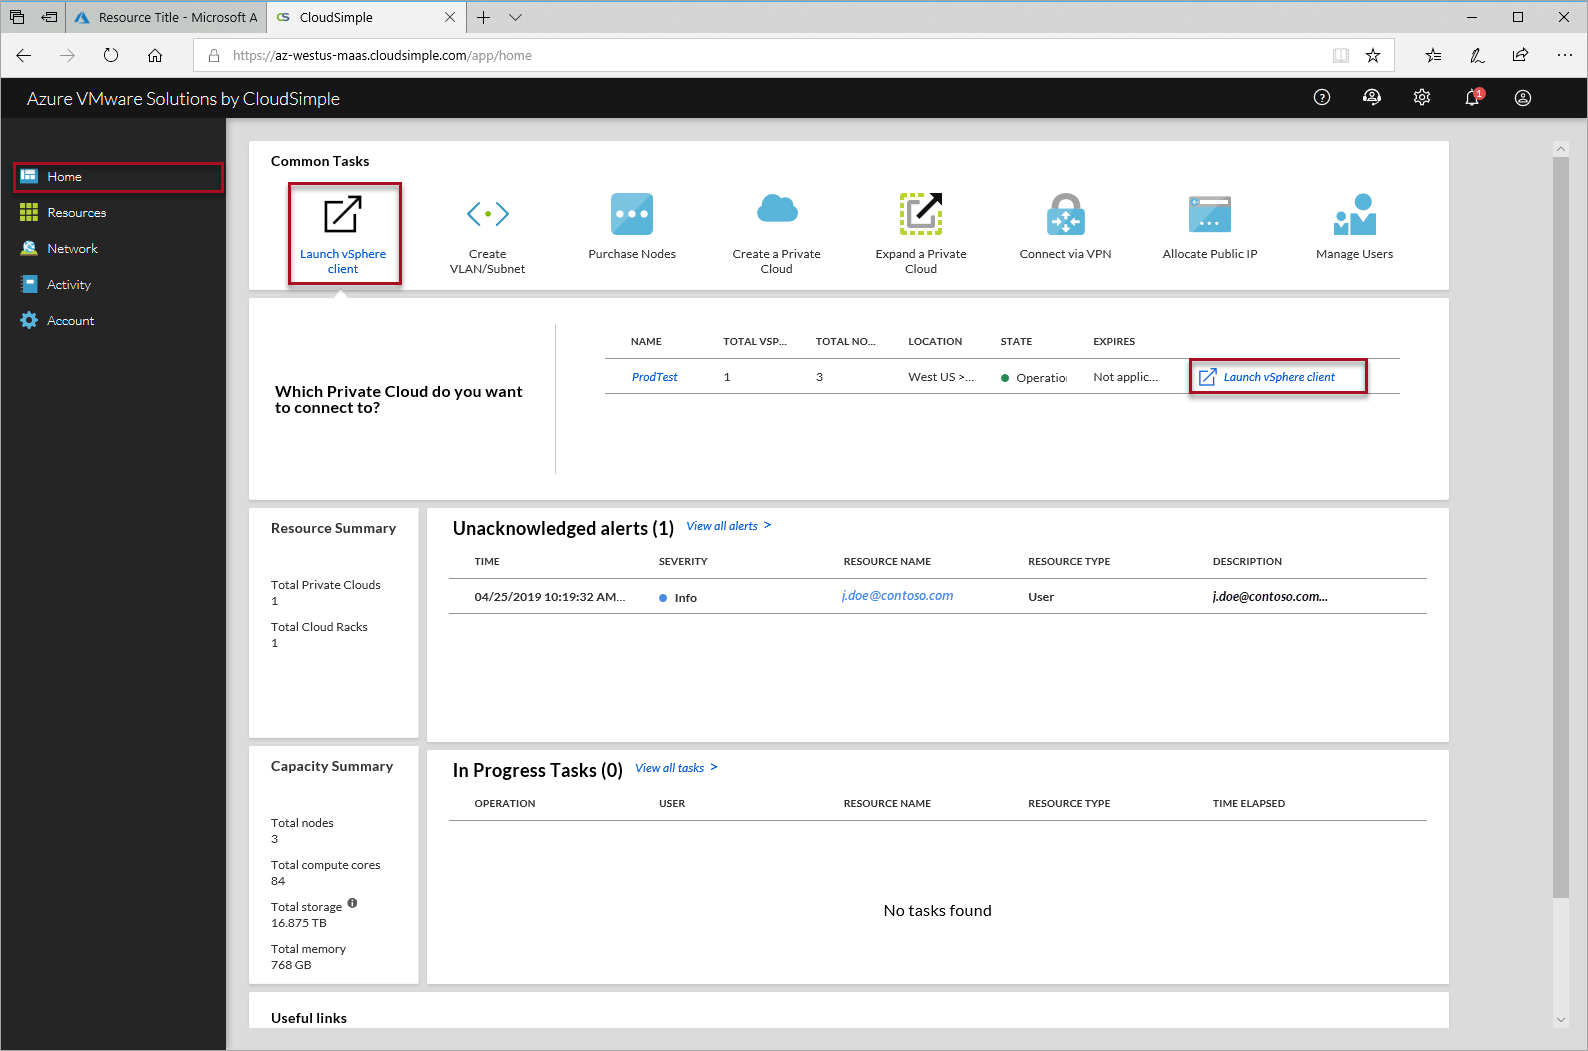 Resource Title - Microsoft A
CloudSimple
https://az-westus-maas.cloudsimple.com/app/home
Azure VMware Solutions by CloudSimple
1
Home
Resources
Network
Activity
Account
Common Tasks
Launch vSphere
client
Create
VLAN/Subnet
Purchase Nodes
Create a Private
Cloud
Expand a Private
Cloud
Connect via VPN
Allocate Public IP
Manage Users
Which Private Cloud do you want
to connect to?
NAME TOTAL VSP... TOTAL NO... LOCATION STATE EXPIRES
ProdTest 1 3 West US >... Operatio Not applic... Launch vSphere client
Resource Summary
Total Private Clouds
1
Total Cloud Racks
1
Unacknowledged alerts (1) View all alerts >
TIME SEVERITY RESOURCE NAME RESOURCE TYPE DESCRIPTION
04/25/2019 10:19:32 AM... Info j.doe@contoso.com User j.doe@contoso.com...
Capacity Summary
Total nodes
3
Total compute cores
84
Total storage
16.875 TB
Total memory
768 GB
In Progress Tasks (0) View all tasks >
OPERATION USER RESOURCE NAME RESOURCE TYPE TIME ELAPSED
No tasks found
Useful links